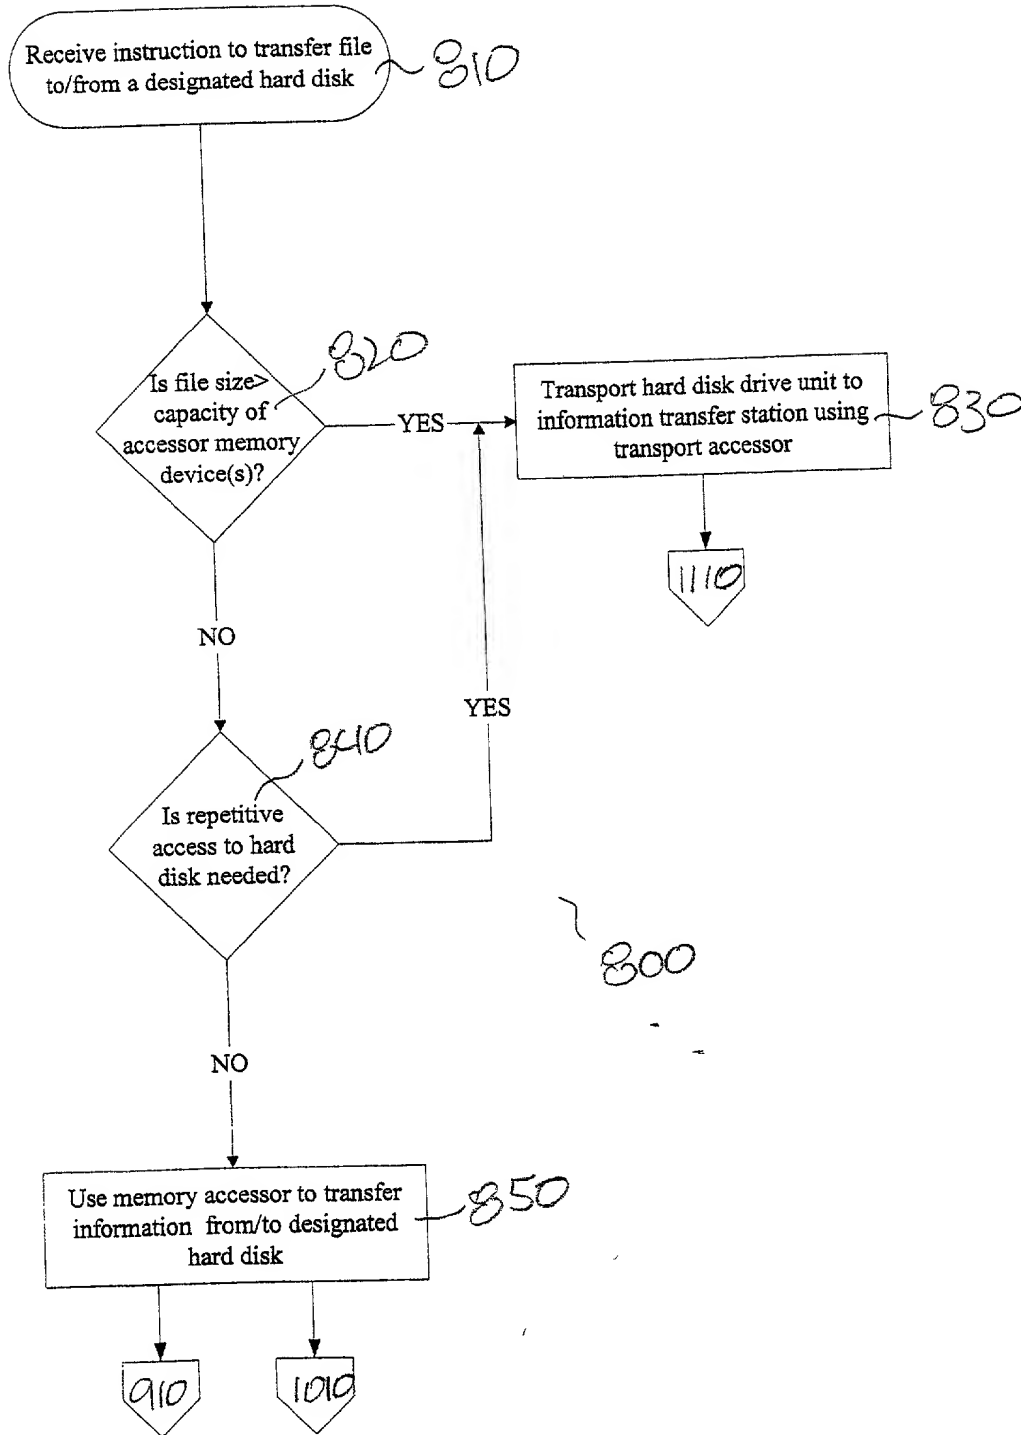 Receive instruction to transfer file
to/from a designated hard disk
810
Is file size>
capacity of
accessor memory
device(s)?
820
YES
Transport hard disk drive unit to
information transfer station using
transport accessor
830
1110
NO
YES
840
Is repetitive
access to hard
disk needed?
800
NO
Use memory accessor to transfer
information from/to designated
hard disk
850
910
1010